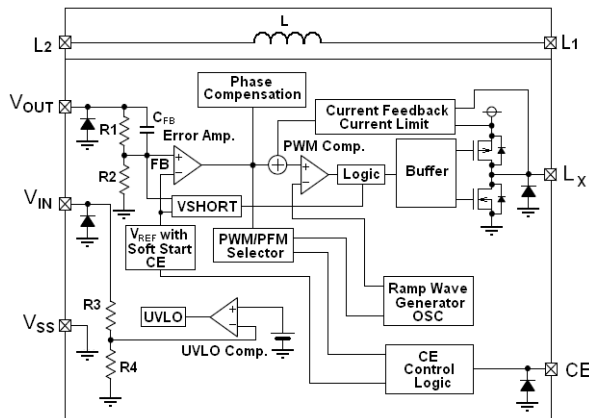 L
L2
L1
Phase
Compensation
VOUT
CFB
R1
Error Amp.
Current Feedback
Current Limit
PWM Comp.
+
−
+
−
FB
R2
Logic
Buffer
LX
VIN
VSHORT
VREF with
Soft Start
CE
PWM/PFM
Selector
Ramp Wave
Generator
OSC
R3
UVLO
+
−
VSS
UVLO Comp.
R4
CE
Control
Logic
CE